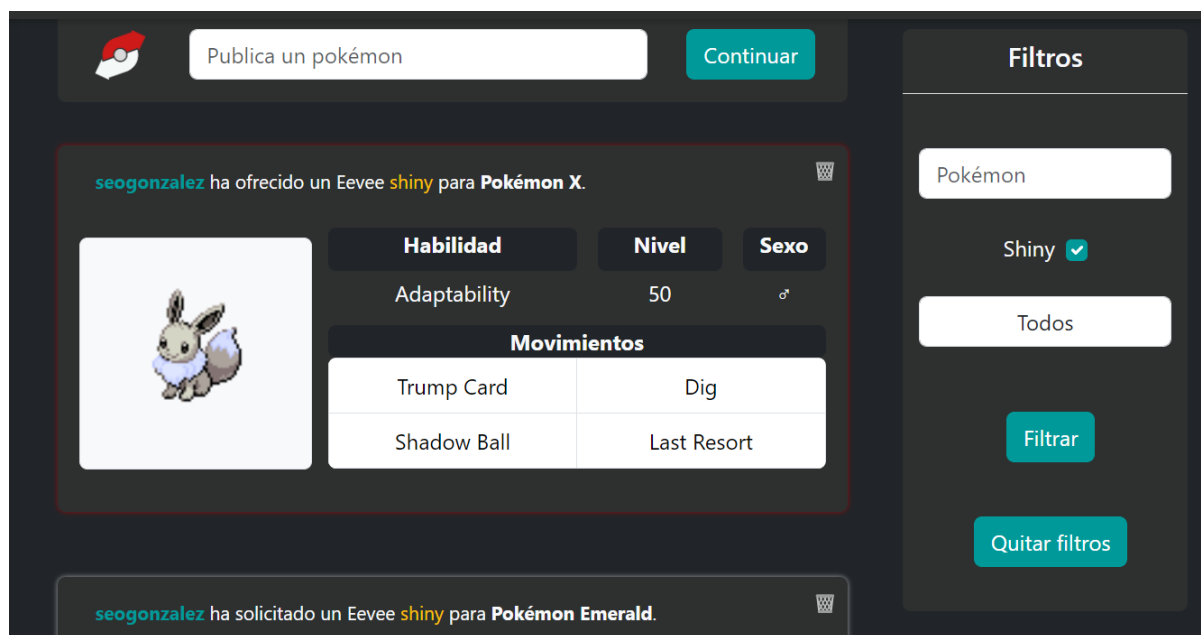 Publica un pokémon
Continuar
seogonzalez ha ofrecido un Eevee shiny para Pokémon X.
Habilidad Nivel Sexo
Adaptability 50 ♂
Movimientos
Trump Card Dig
Shadow Ball Last Resort
seogonzalez ha solicitado un Eevee shiny para Pokémon Emerald.
Filtros
Pokémon
Shiny
Todos
Filtrar
Quitar filtros